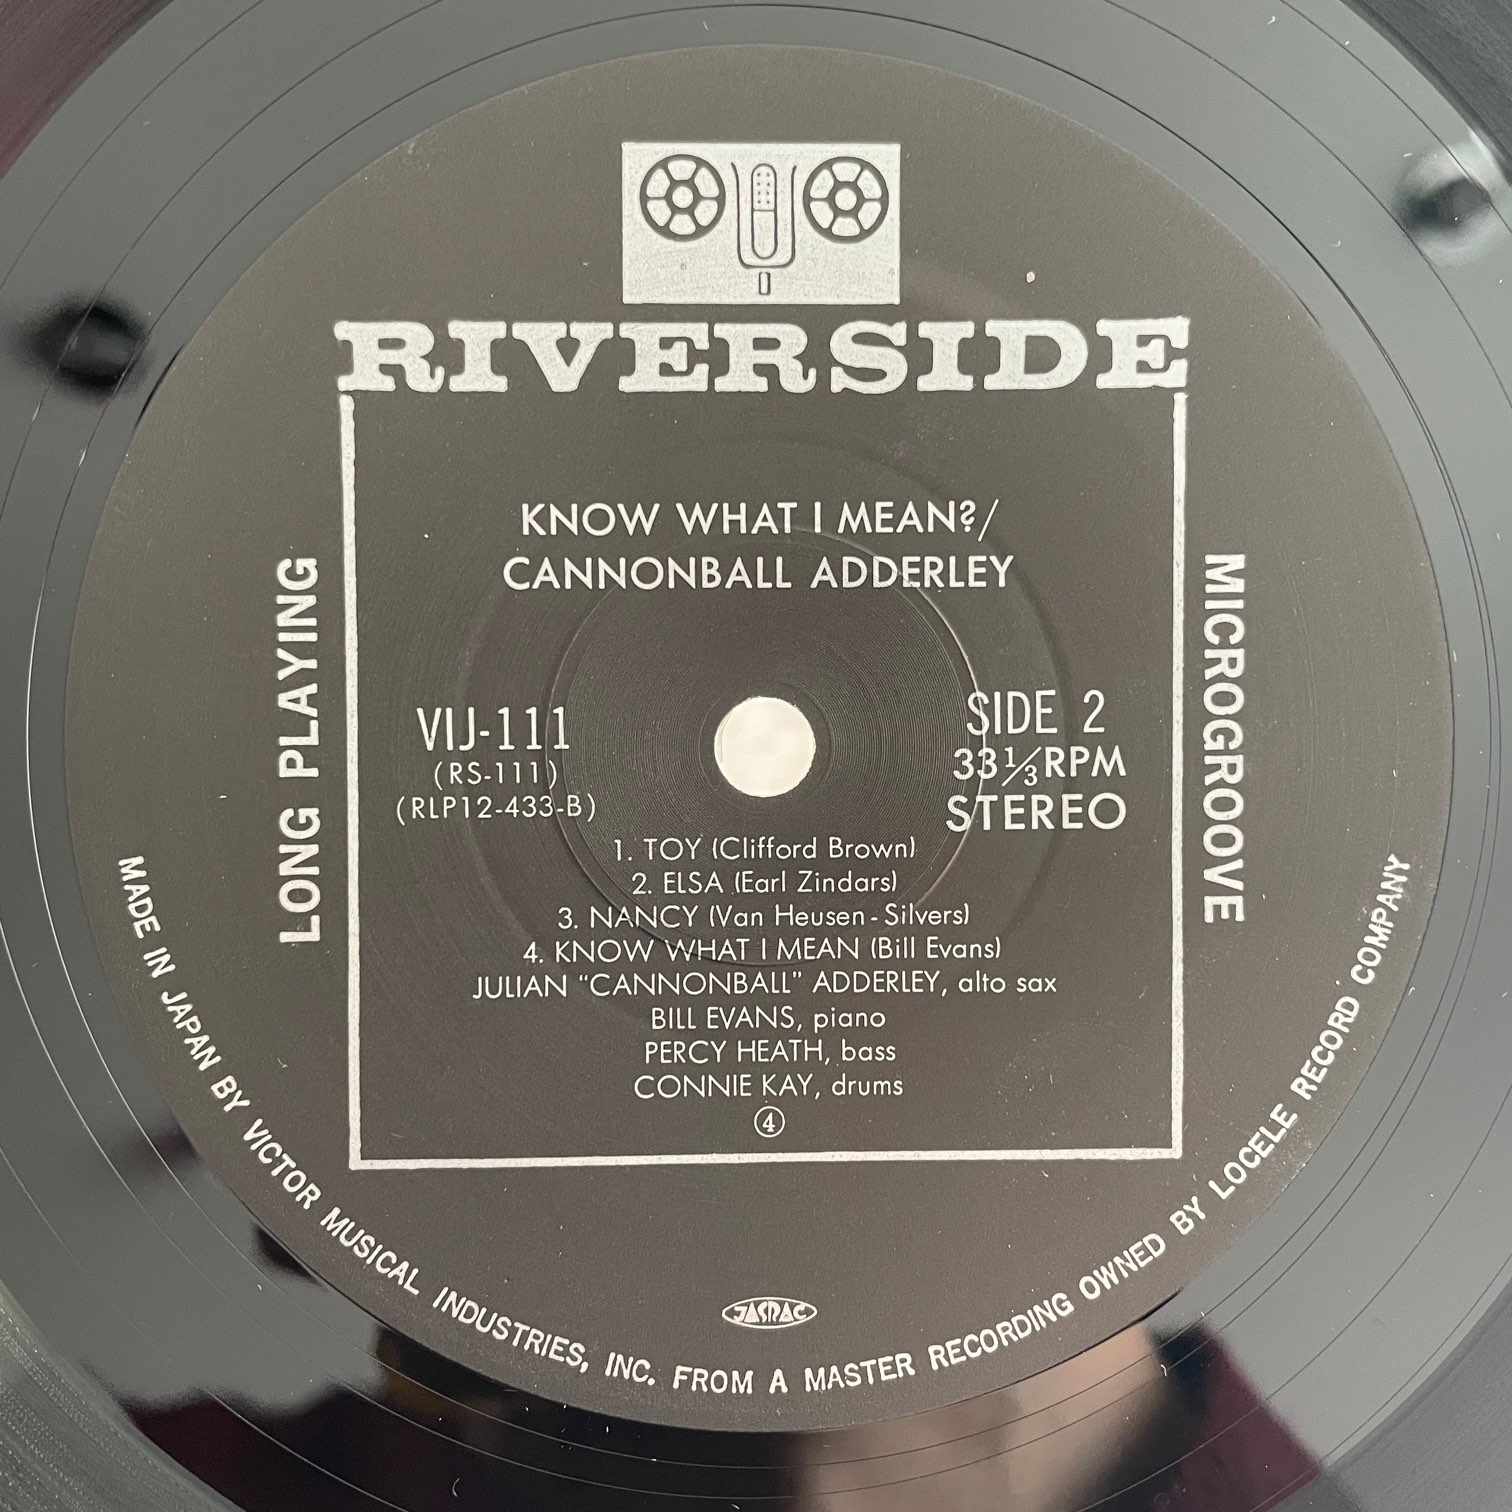 RIVERSIDE
KNOW WHAT I MEAN?/
CANNONBALL ADDERLEY
LONG PLAYING
MICROGROOVE
VIJ-111
(RS-111)
(RLP12-433-B)
SIDE 2
33⅓RPM
STEREO
1. TOY (Clifford Brown)
2. ELSA (Earl Zindars)
3. NANCY (Van Heusen - Silvers)
4. KNOW WHAT I MEAN (Bill Evans)
JULIAN “CANNONBALL” ADDERLEY, alto sax
BILL EVANS, piano
PERCY HEATH, bass
CONNIE KAY, drums
④
JASRAC
MADE IN JAPAN BY VICTOR MUSICAL INDUSTRIES, INC. FROM A MASTER RECORDING OWNED BY LOCELE RECORD COMPANY